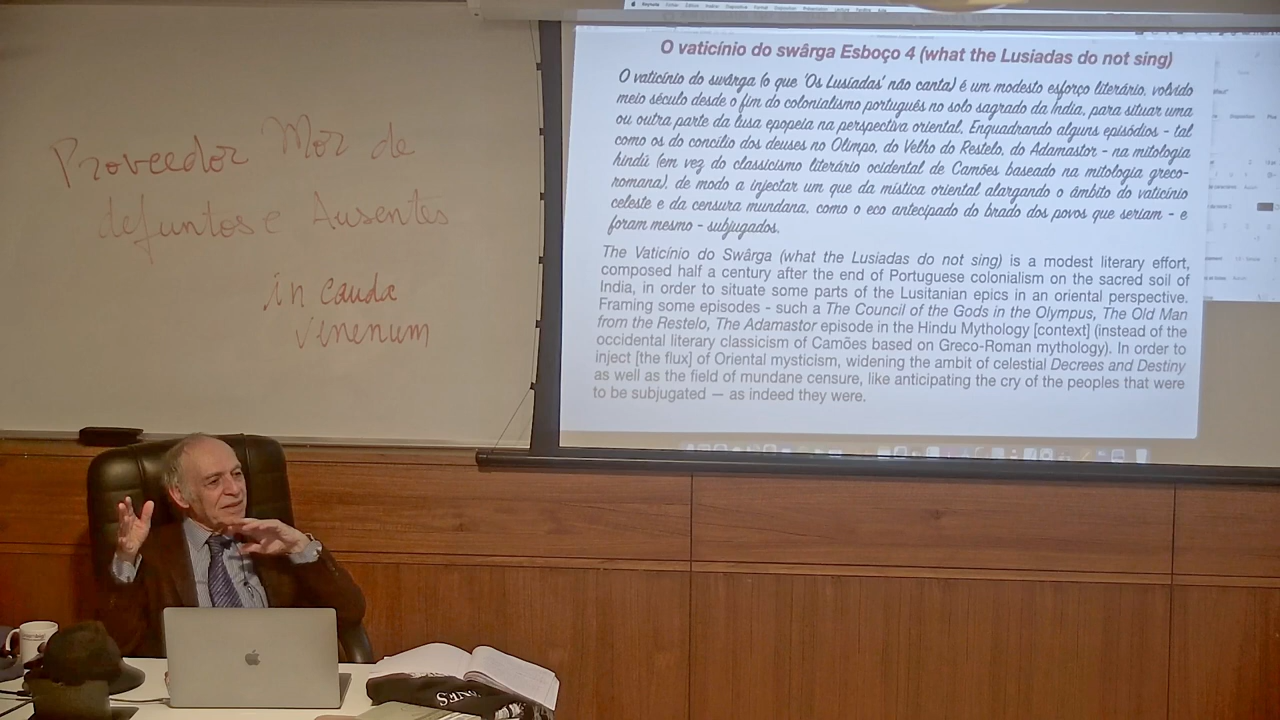 Proveedor Mor de
defuntos e Ausentes
in cauda
venenum
O vaticínio do swârga Esboço 4 (what the Lusiadas do not sing)
O vaticínio do swârga (o que 'Os Lusíadas' não canta) é um modesto esforço literário, volvido
meio século desde o fim do colonialismo português no solo sagrado da Índia, para situar uma
ou outra parte da lusa epopeia na perspectiva oriental. Enquadrando alguns episódios - tal
como os do concílio dos deuses no Olimpo, do Velho do Restelo, do Adamastor - na mitologia
hindú (em vez do classicismo literário ocidental de Camões baseado na mitologia greco-
romana), de modo a injectar um que da mística oriental alargando o âmbito do vaticínio
celeste e da censura mundana, como o eco antecipado do brado dos povos que seriam - e
foram mesmo - subjugados.
The Vaticínio do Swârga (what the Lusiadas do not sing) is a modest literary effort,
composed half a century after the end of Portuguese colonialism on the sacred soil of
India, in order to situate some parts of the Lusitanian epics in an oriental perspective.
Framing some episodes - such a The Council of the Gods in the Olympus, The Old Man
from the Restelo, The Adamastor episode in the Hindu Mythology [context] (instead of the
occidental literary classicism of Camões based on Greco-Roman mythology). In order to
inject [the flux] of Oriental mysticism, widening the ambit of celestial Decrees and Destiny
as well as the field of mundane censure, like anticipating the cry of the peoples that were
to be subjugated — as indeed they were.